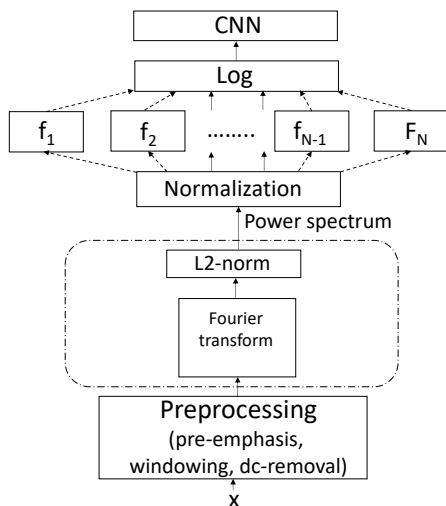 CNN
Log
f1 f2 ........ fN-1 FN
Normalization
Power spectrum
L2-norm
Fourier
transform
Preprocessing
(pre-emphasis,
windowing, dc-removal)
x